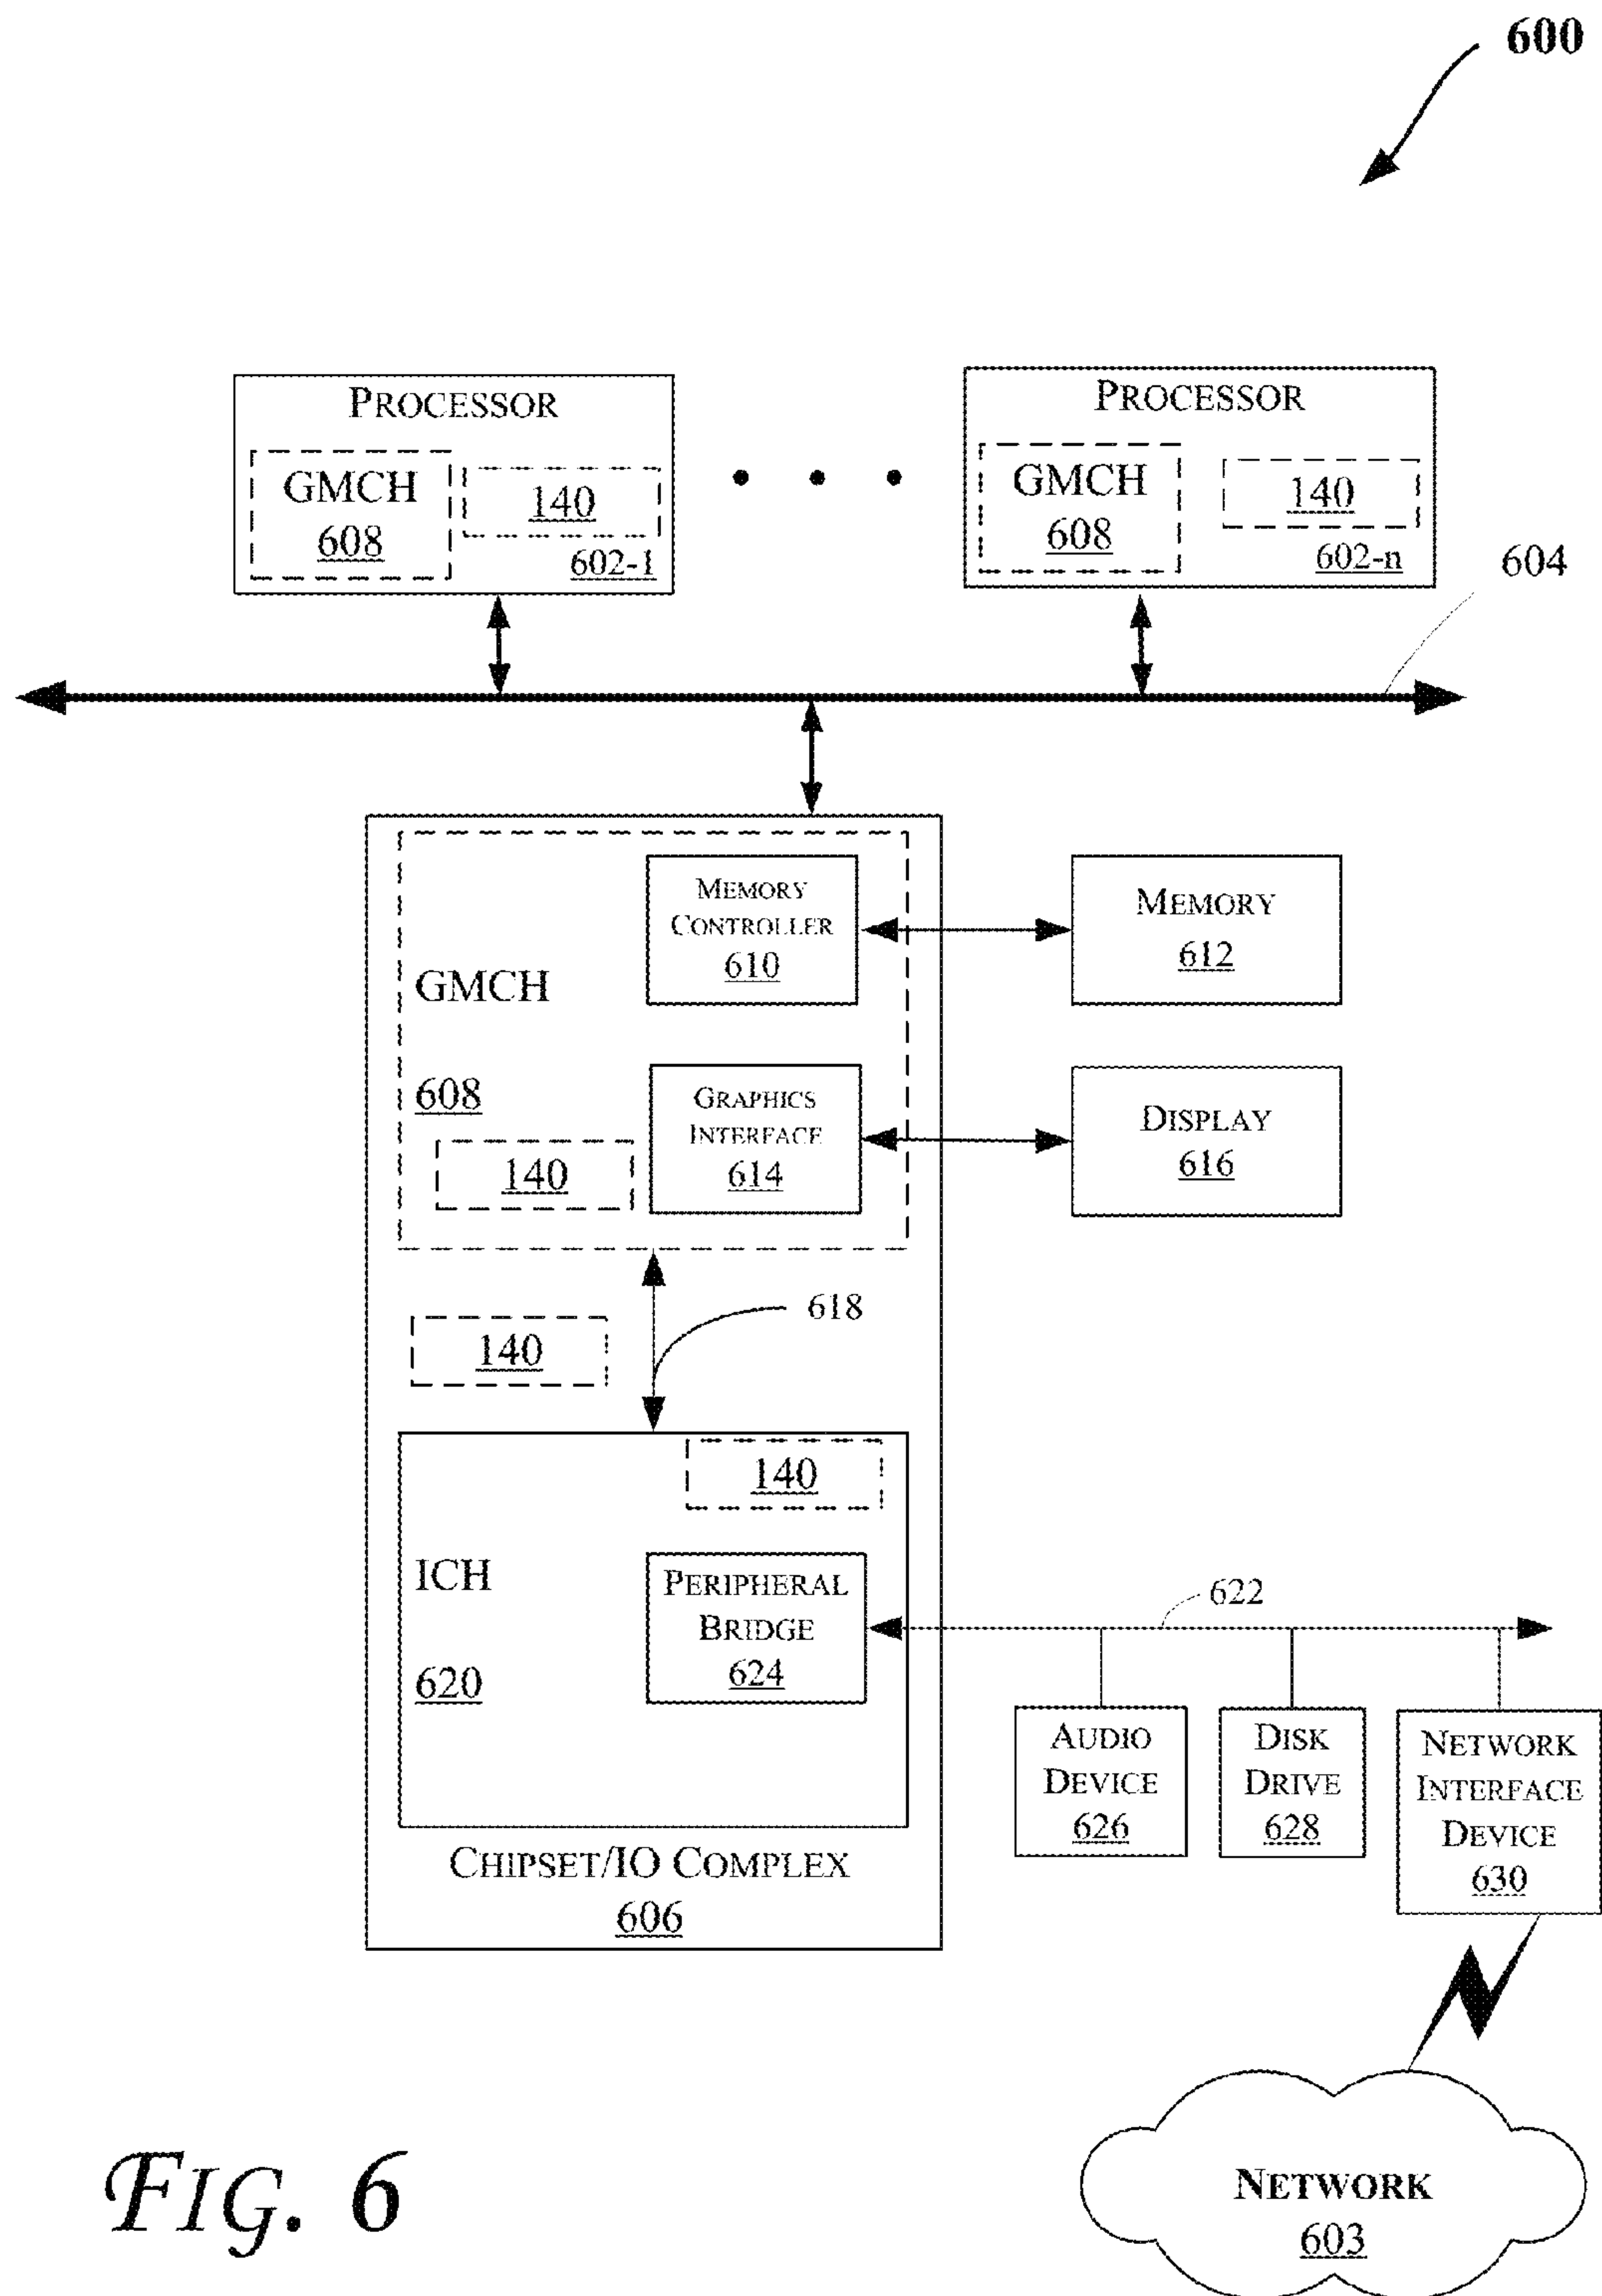 600
PROCESSOR
GMCH
608
140
602-1
PROCESSOR
GMCH
608
140
602-n
604
MEMORY
CONTROLLER
610
MEMORY
612
GMCH
608
GRAPHICS
INTERFACE
614
DISPLAY
616
140
618
140
140
ICH
620
PERIPHERAL
BRIDGE
624
622
AUDIO
DEVICE
626
DISK
DRIVE
628
NETWORK
INTERFACE
DEVICE
630
CHIPSET/IO COMPLEX
606
NETWORK
603
FIG. 6